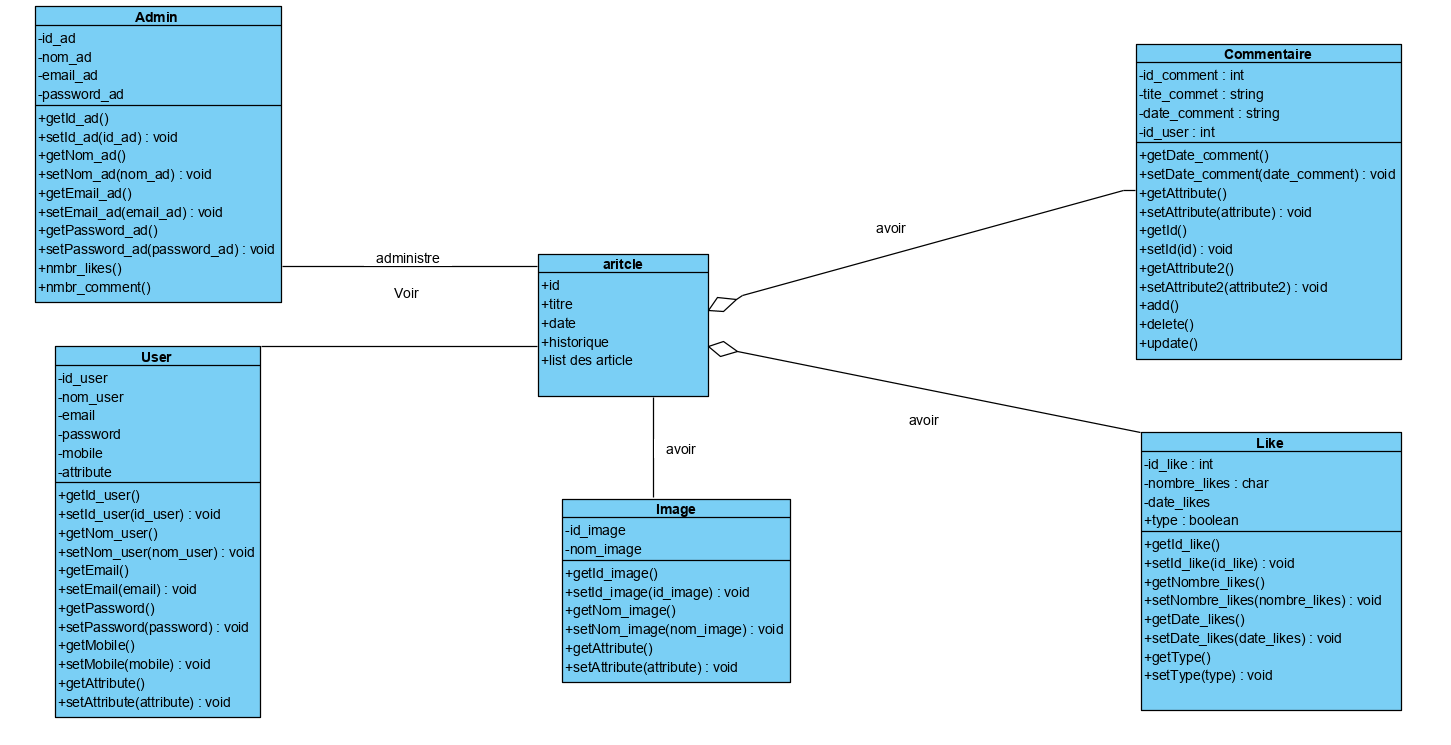 Admin
-id_ad
-nom_ad
-email_ad
-password_ad
+getId_ad()
+setId_ad(id_ad) : void
+getNom_ad()
+setNom_ad(nom_ad) : void
+getEmail_ad()
+setEmail_ad(email_ad) : void
+getPassword_ad()
+setPassword_ad(password_ad) : void
+nmbr_likes()
+nmbr_comment()
administre
Voir
User
-id_user
-nom_user
-email
-password
-mobile
-attribute
+getId_user()
+setId_user(id_user) : void
+getNom_user()
+setNom_user(nom_user) : void
+getEmail()
+setEmail(email) : void
+getPassword()
+setPassword(password) : void
+getMobile()
+setMobile(mobile) : void
+getAttribute()
+setAttribute(attribute) : void
aritcle
+id
+titre
+date
+historique
+list des article
avoir
Image
-id_image
-nom_image
+getId_image()
+setId_image(id_image) : void
+getNom_image()
+setNom_image(nom_image) : void
+getAttribute()
+setAttribute(attribute) : void
avoir
Commentaire
-id_comment : int
-tite_commet : string
-date_comment : string
-id_user : int
+getDate_comment()
+setDate_comment(date_comment) : void
+getAttribute()
+setAttribute(attribute) : void
+getId()
+setId(id) : void
+getAttribute2()
+setAttribute2(attribute2) : void
+add()
+delete()
+update()
avoir
Like
-id_like : int
-nombre_likes : char
-date_likes
+type : boolean
+getId_like()
+setId_like(id_like) : void
+getNombre_likes()
+setNombre_likes(nombre_likes) : void
+getDate_likes()
+setDate_likes(date_likes) : void
+getType()
+setType(type) : void